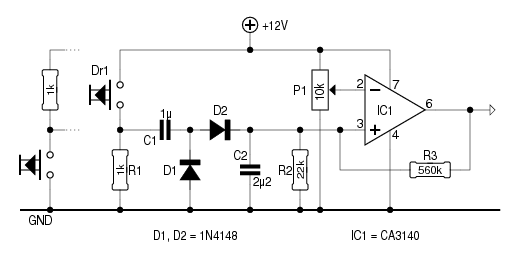 +12V
Dr1
1k
P1
10k
2
7
IC1
6
3
4
1µ
C1
D2
1k
R1
D1
C2
2µ2
R2
22k
R3
560k
GND
D1, D2 = 1N4148
IC1 = CA3140